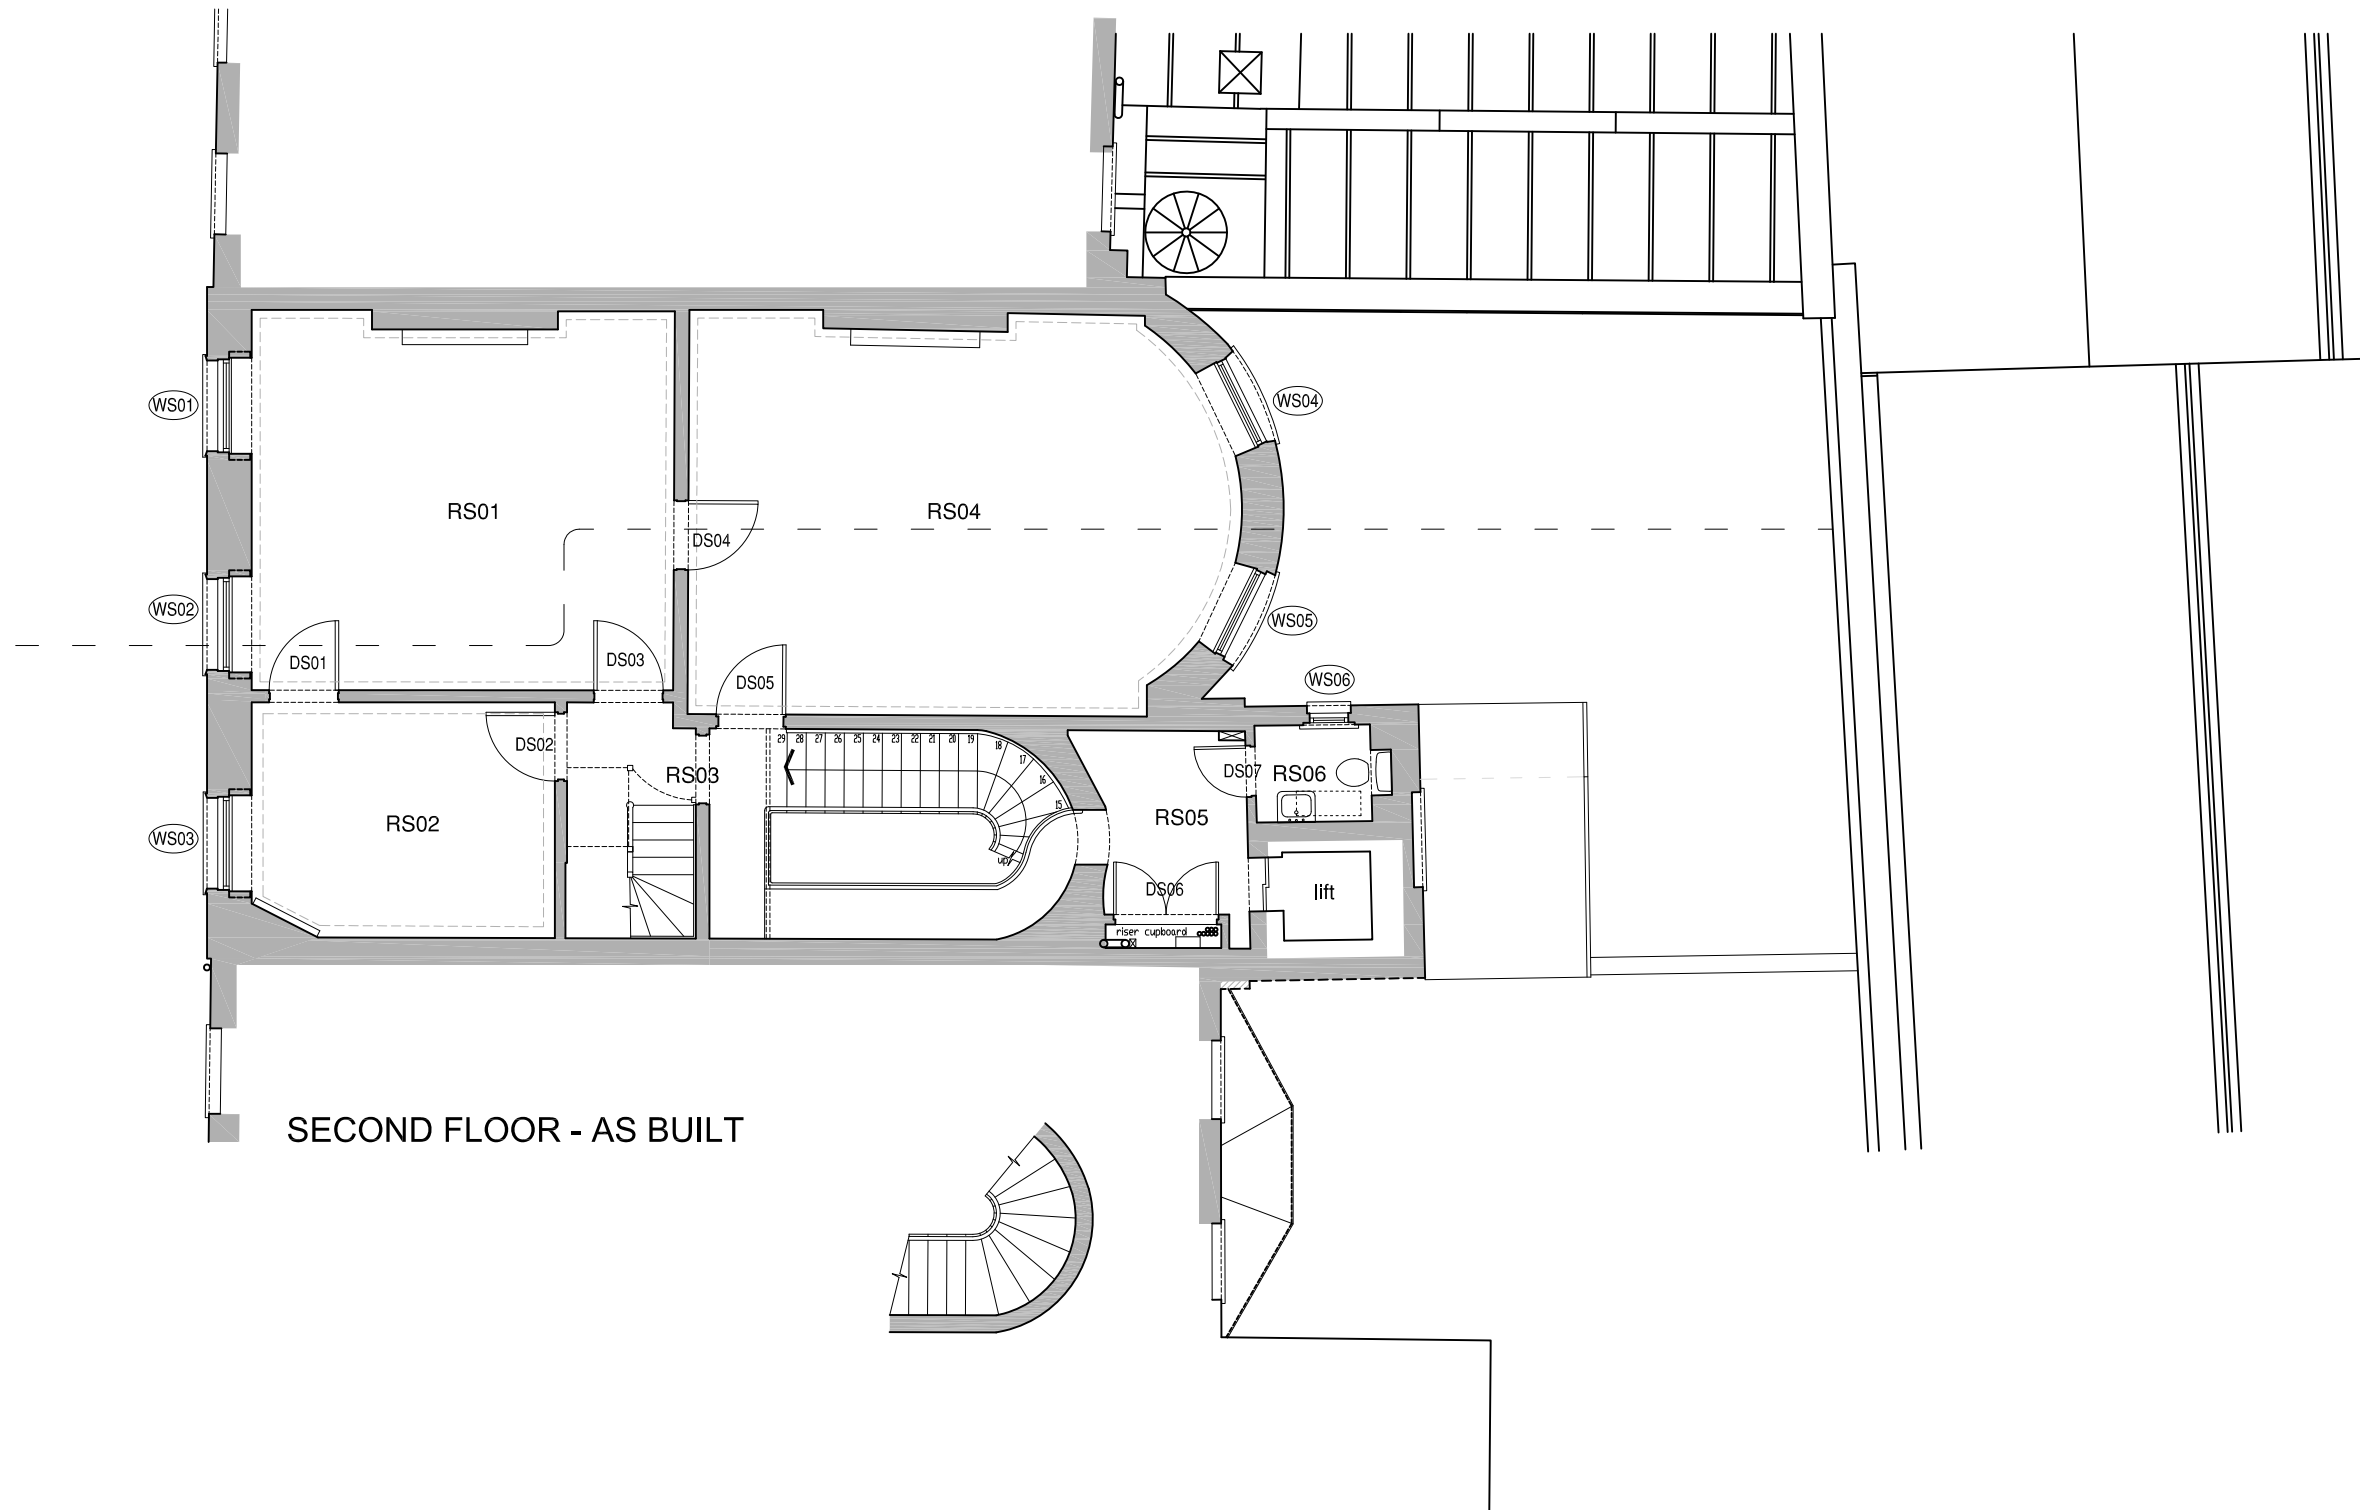 WS01
WS04
RS01
RS04
DS04
WS02
WS05
DS01
DS03
DS05
WS06
DS02
29 28 27 26 25 24 23 22 21 20 19
18
17
16
15
RS03
DS07
RS06
RS02
RS05
WS03
up
DS06
lift
riser cupboard
SECOND FLOOR - AS BUILT